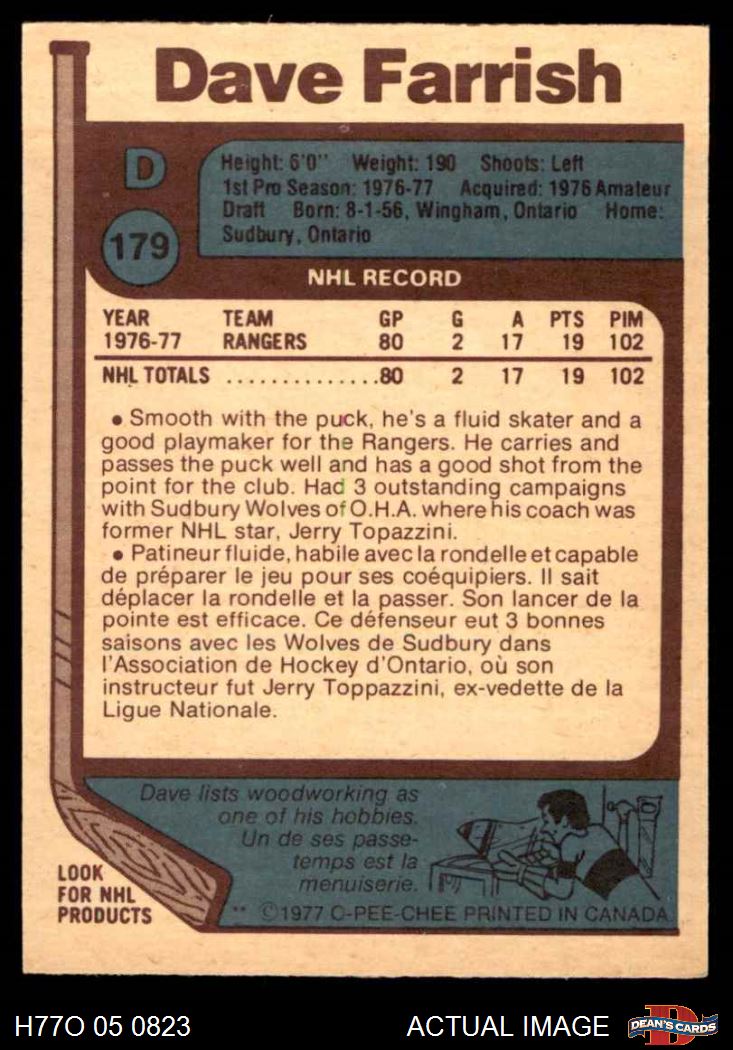 Dave Farrish
D
Height: 6'0" Weight: 190 Shoots: Left
1st Pro Season: 1976-77 Acquired: 1976 Amateur
Draft Born: 8-1-56, Wingham, Ontario Home:
Sudbury, Ontario
179
NHL RECORD
YEAR TEAM GP G A PTS PIM
1976-77 RANGERS 80 2 17 19 102
NHL TOTALS ...............80 2 17 19 102
• Smooth with the puck, he's a fluid skater and a
good playmaker for the Rangers. He carries and
passes the puck well and has a good shot from the
point for the club. Had 3 outstanding campaigns
with Sudbury Wolves of O.H.A. where his coach was
former NHL star, Jerry Topazzini.
• Patineur fluide, habile avec la rondelle et capable
de préparer le jeu pour ses coéquipiers. Il sait
déplacer la rondelle et la passer. Son lancer de la
pointe est efficace. Ce défenseur eut 3 bonnes
saisons avec les Wolves de Sudbury dans
l'Association de Hockey d'Ontario, où son
instructeur fut Jerry Toppazzini, ex-vedette de la
Ligue Nationale.
Dave lists woodworking as
one of his hobbies.
Un de ses passe-
temps est la
menuiserie.
LOOK
FOR NHL
PRODUCTS
** ©1977 O-PEE-CHEE PRINTED IN CANADA
H77O 05 0823
ACTUAL IMAGE
DEAN'S CARDS